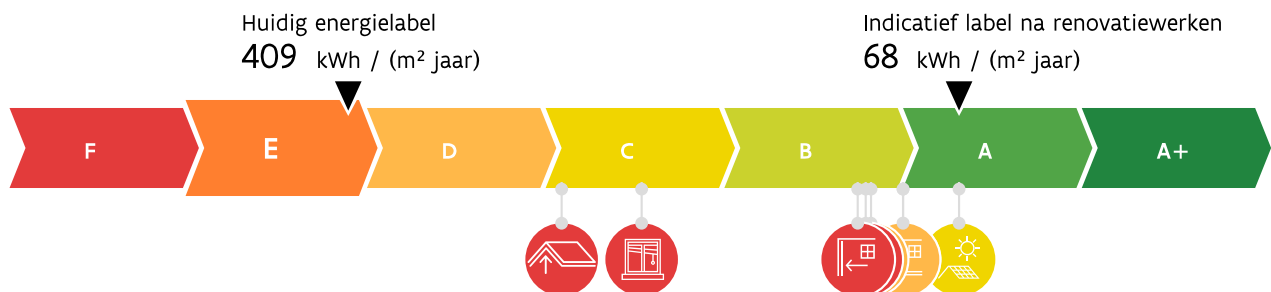 Huidig energielabel
409 kWh / (m² jaar)
Indicatief label na renovatiewerken
68 kWh / (m² jaar)
F E D C B A A+